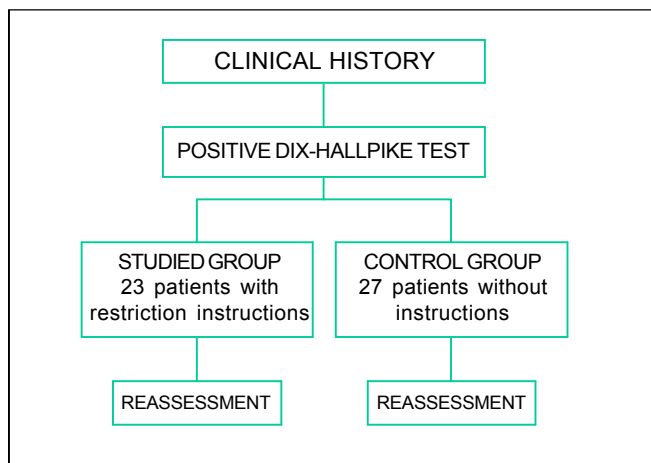 CLINICAL HISTORY
POSITIVE DIX-HALLPIKE TEST
STUDIED GROUP
23 patients with
restriction instructions
CONTROL GROUP
27 patients without
instructions
REASSESSMENT
REASSESSMENT